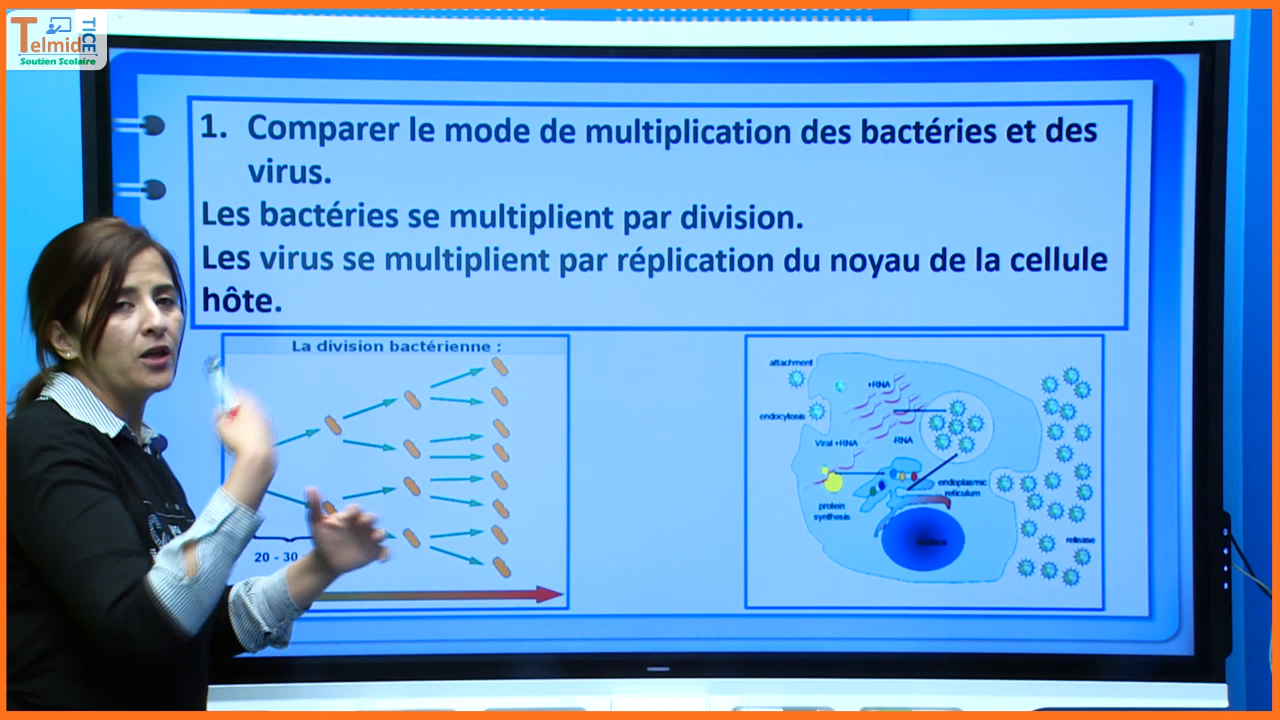 Telmid TICE
Soutien Scolaire
1. Comparer le mode de multiplication des bactéries et des
virus.
Les bactéries se multiplient par division.
Les virus se multiplient par réplication du noyau de la cellule
hôte.
La division bactérienne :
20 - 30
attachment
+RNA
endocytosis
Viral +RNA
-RNA
endoplasmic
reticulum
protein
synthesis
nucleus
release